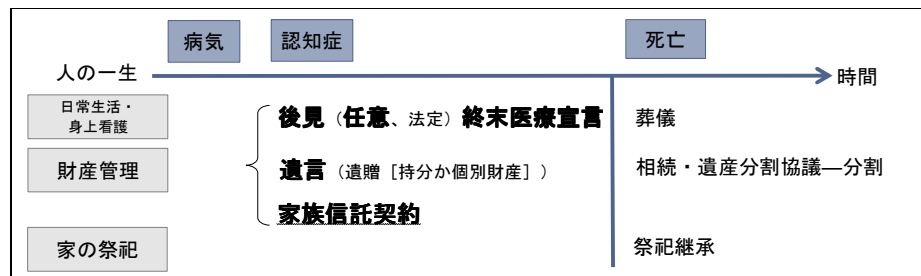 病気
認知症
死亡
人の一生
時間
日常生活・
身上看護
後見（任意、法定）終末医療宣言
葬儀
財産管理
遺言（遺贈［持分か個別財産］）
相続・遺産分割協議―分割
家族信託契約
家の祭祀
祭祀継承